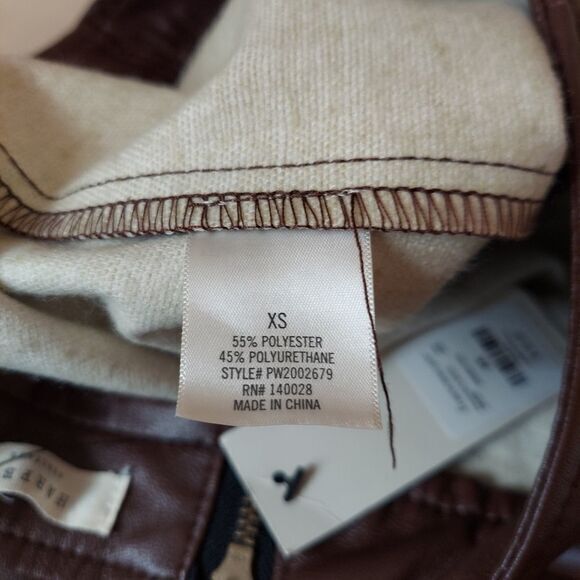 XS
55% POLYESTER
45% POLYURETHANE
STYLE# PW2002679
RN# 140028
MADE IN CHINA